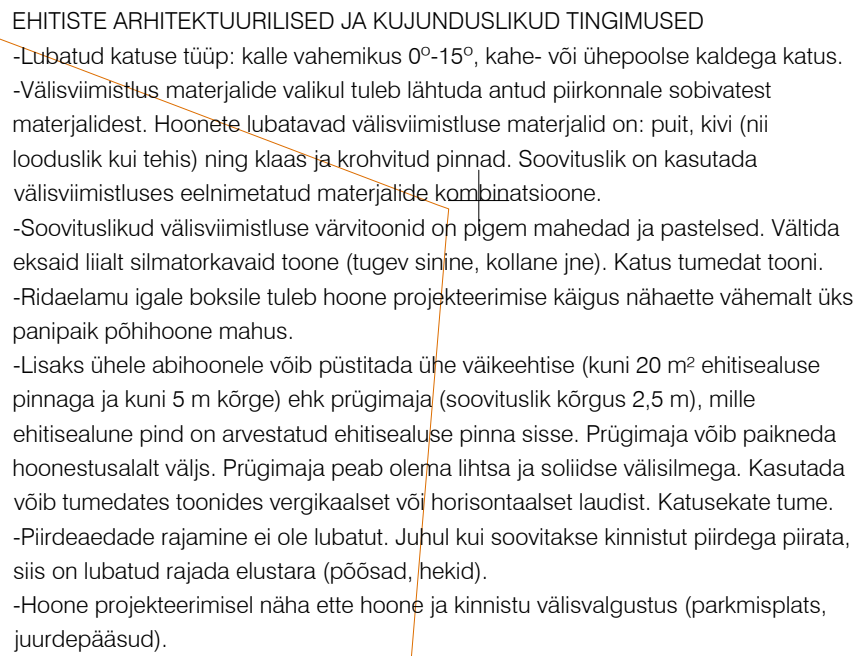 EHITISTE ARHITEKTUURILISED JA KUJUNDUSLIKUD TINGIMUSED
-Lubatud katuse tüüp: kalle vahemikus 0º-15º, kahe- või ühepoolse kaldega katus.
-Välisviimistlus materjalide valikul tuleb lähtuda antud piirkonnale sobivatest
materjalidest. Hoonete lubatavad välisviimistluse materjalid on: puit, kivi (nii
looduslik kui tehis) ning klaas ja krohvitud pinnad. Soovituslik on kasutada
välisviimistluses eelnimetatud materjalide kombinatsioone.
-Soovituslikud välisviimistluse värvitoonid on pigem mahedad ja pastelsed. Vältida
eksaid liialt silmatorkavaid toone (tugev sinine, kollane jne). Katus tumedat tooni.
-Ridaelamu igale boksile tuleb hoone projekteerimise käigus nähaette vähemalt üks
panipaik põhihoone mahus.
-Lisaks ühele abihoonele võib püstitada ühe väikeehtise (kuni 20 m² ehitisealuse
pinnaga ja kuni 5 m kõrge) ehk prügimaja (soovituslik kõrgus 2,5 m), mille
ehitisealune pind on arvestatud ehitisealuse pinna sisse. Prügimaja võib paikneda
hoonestusalalt väljs. Prügimaja peab olema lihtsa ja soliidse välisilmega. Kasutada
võib tumedates toonides vergikaalset või horisontaalset laudist. Katusekate tume.
-Piirdeaedade rajamine ei ole lubatut. Juhul kui soovitakse kinnistut piirdega piirata,
siis on lubatud rajada elustara (põõsad, hekid).
-Hoone projekteerimisel näha ette hoone ja kinnistu välisvalgustus (parkmisplats,
juurdepääsud).